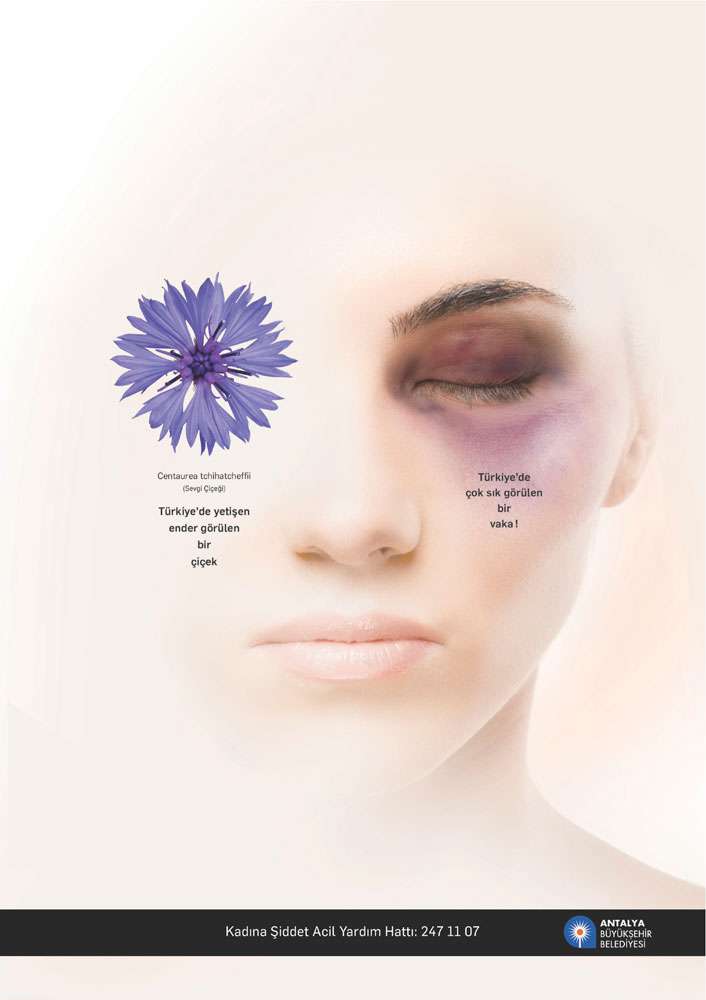 Centaurea tchihatcheffii
(Sevgi Çiçeği)
Türkiye'de yetişen
ender görülen
bir
çiçek
Türkiye'de
çok sık görülen
bir
vaka!
Kadına Şiddet Acil Yardım Hattı: 247 11 07
ANTALYA
BÜYÜKŞEHİR
BELEDİYESİ